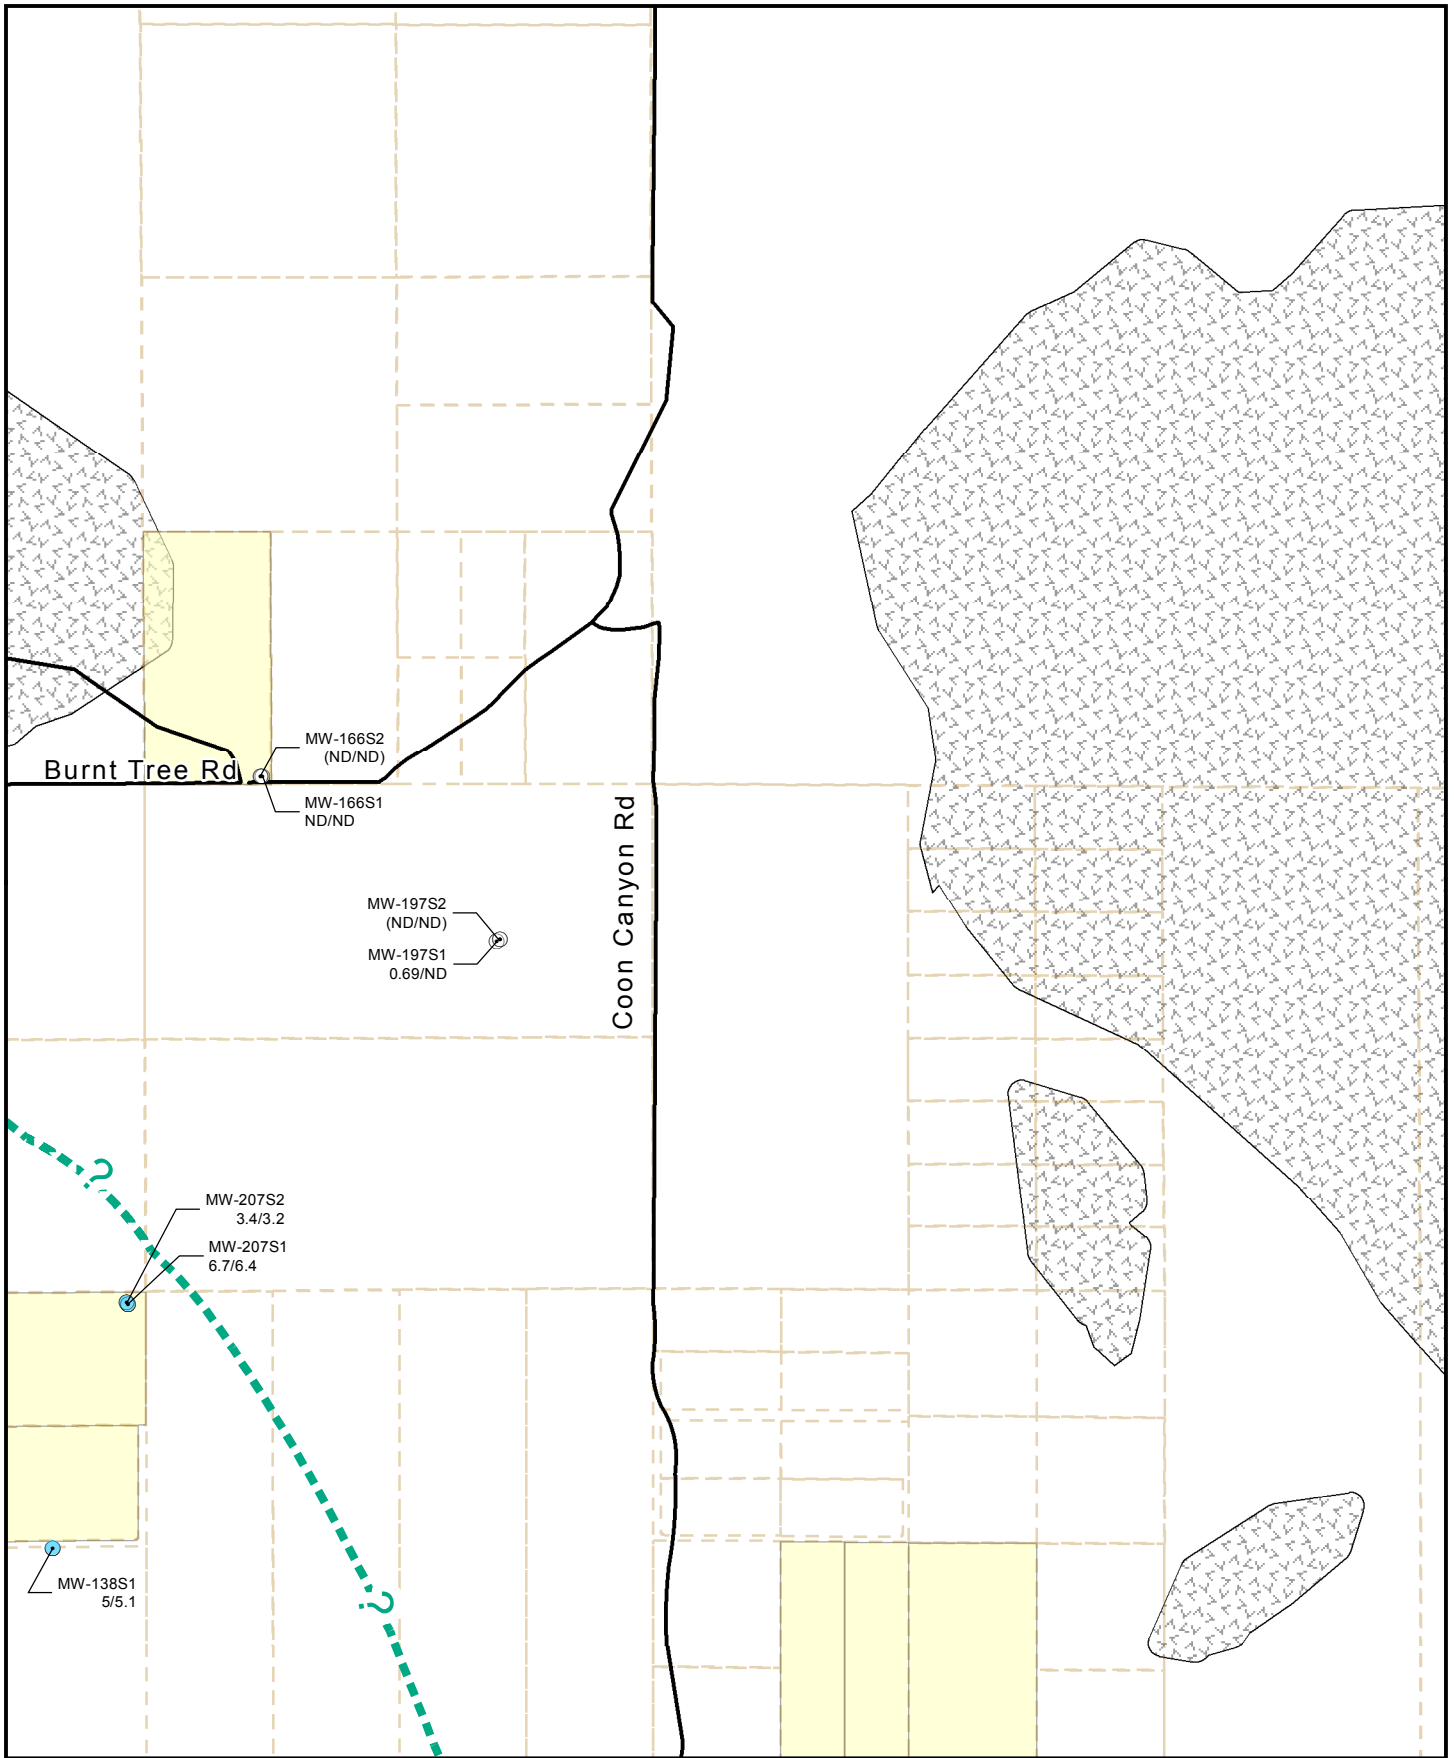 MW-166S2
(ND/ND)
Burnt Tree Rd
MW-166S1
ND/ND
Coon Canyon Rd
MW-197S2
(ND/ND)
MW-197S1
0.69/ND
?
MW-207S2
3.4/3.2
MW-207S1
6.7/6.4
MW-138S1
5/5.1
?